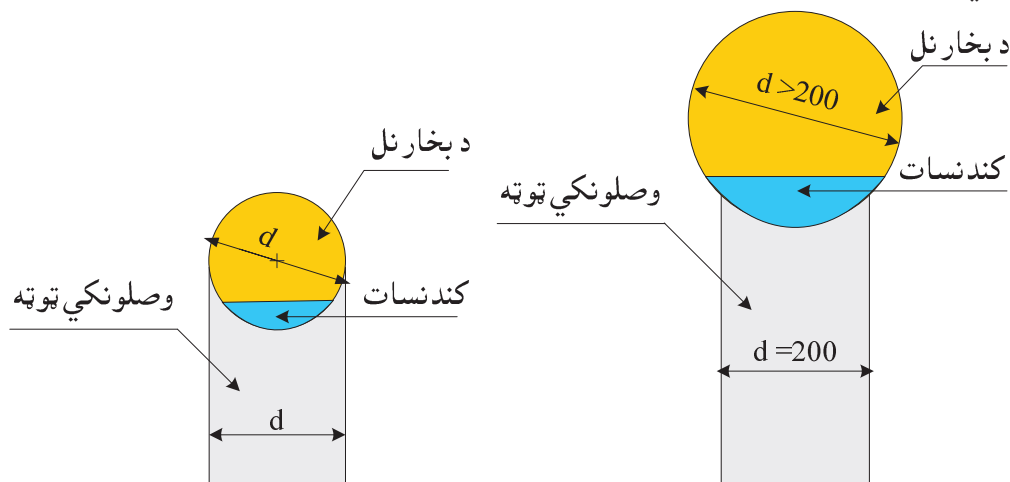 د بخار نل
d >200
کندنسات
وصلونکي ټوټه
d =200
د بخار نل
d
کندنسات
وصلونکي ټوټه
d